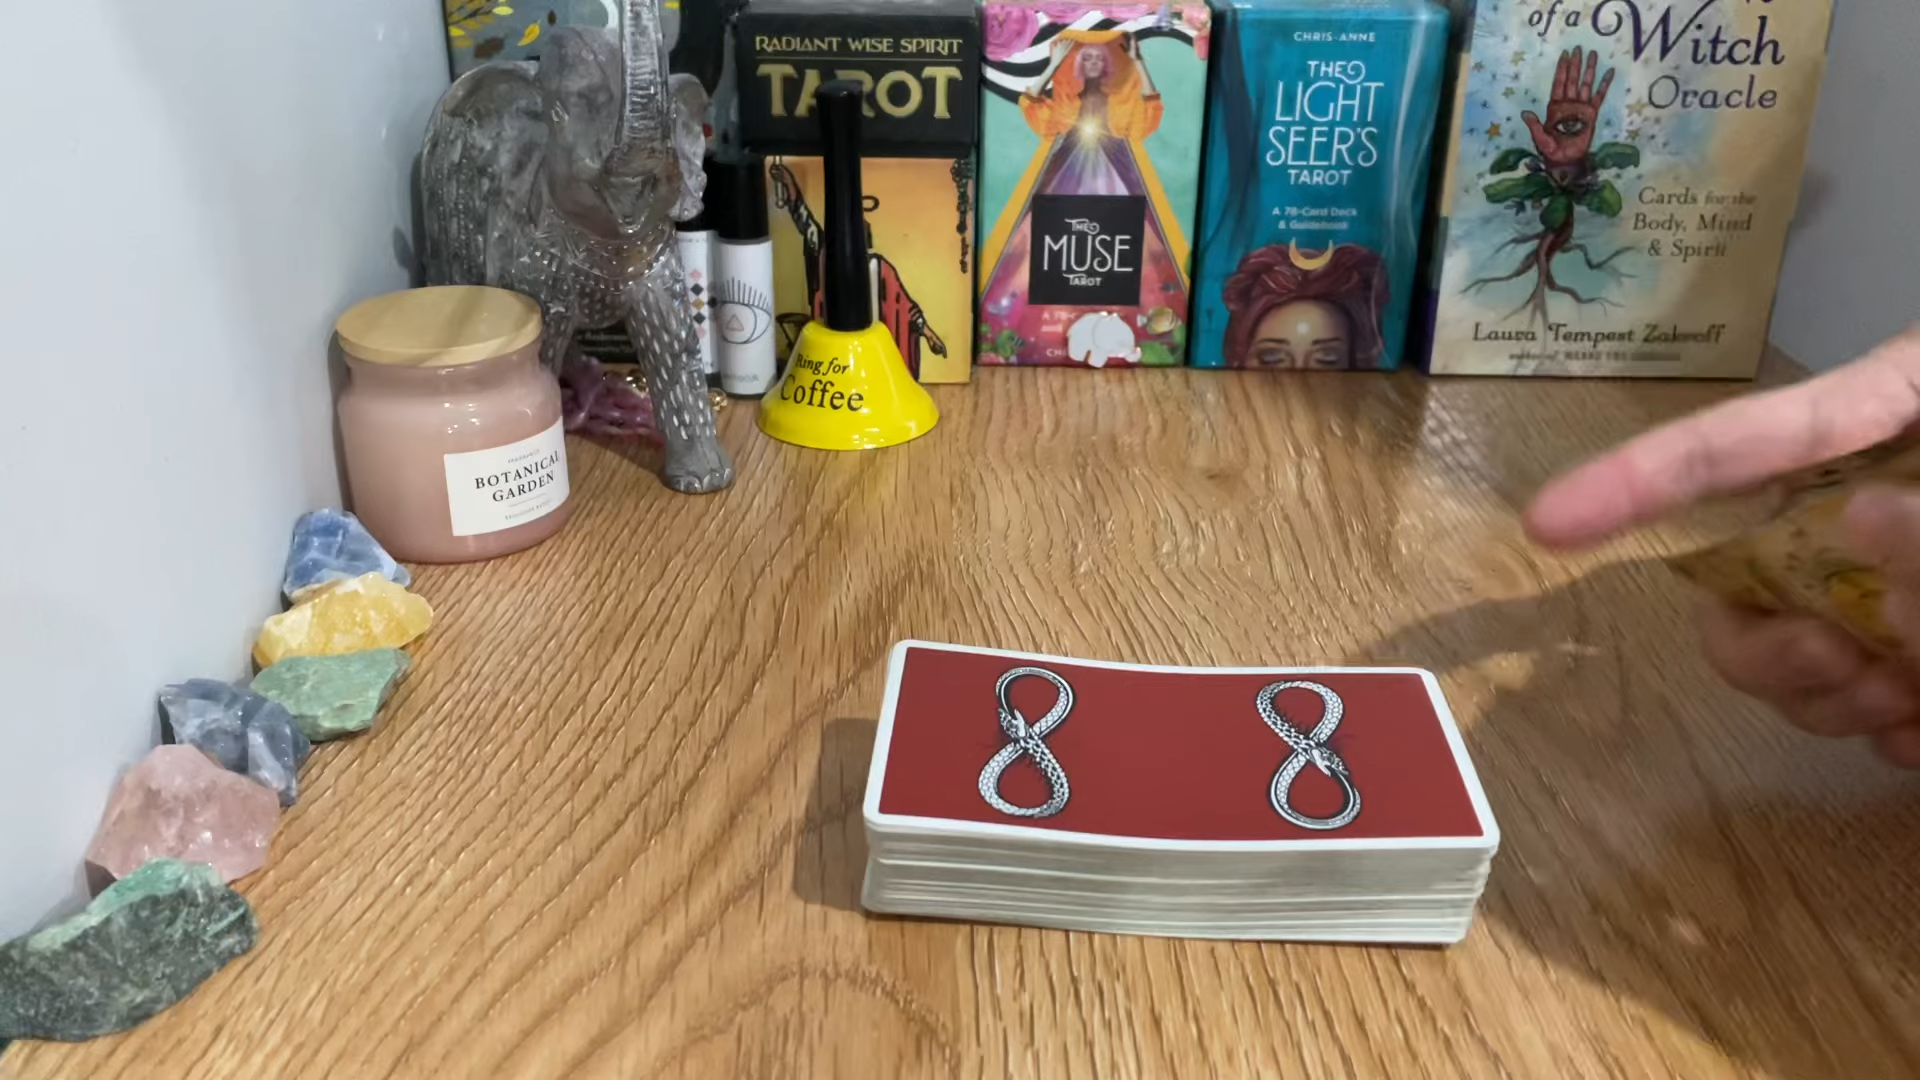 RADIANT WISE SPIRIT
TAROT
THE
MUSE
TAROT
CHRIS-ANNE
THE
LIGHT
SEER'S
TAROT
A 78-Card Deck
& Guidebook
of a Witch
Oracle
Cards for the
Body, Mind
& Spirit
Laura Tempest Zakroff
Ring for
Coffee
BOTANICAL
GARDEN